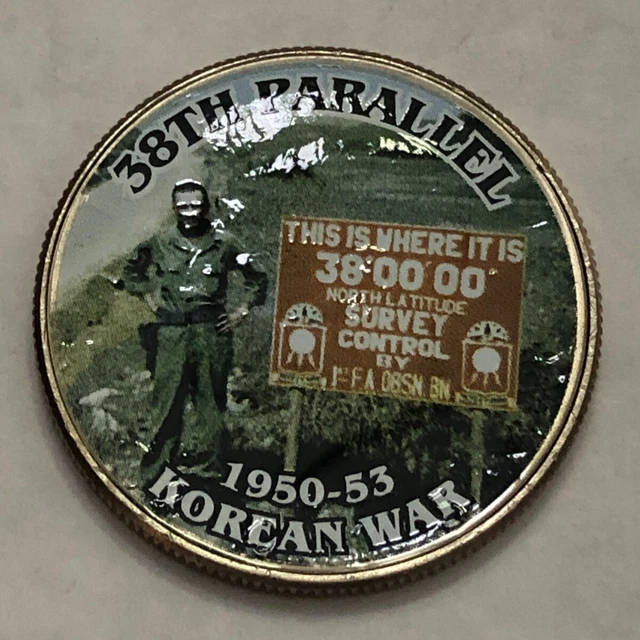 38TH PARALLEL
THIS IS WHERE IT IS
38°00'00"
NORTH LATITUDE
SURVEY
CONTROL
BY
1ST F.A. OBSN. BN.
1950-53
KOREAN WAR